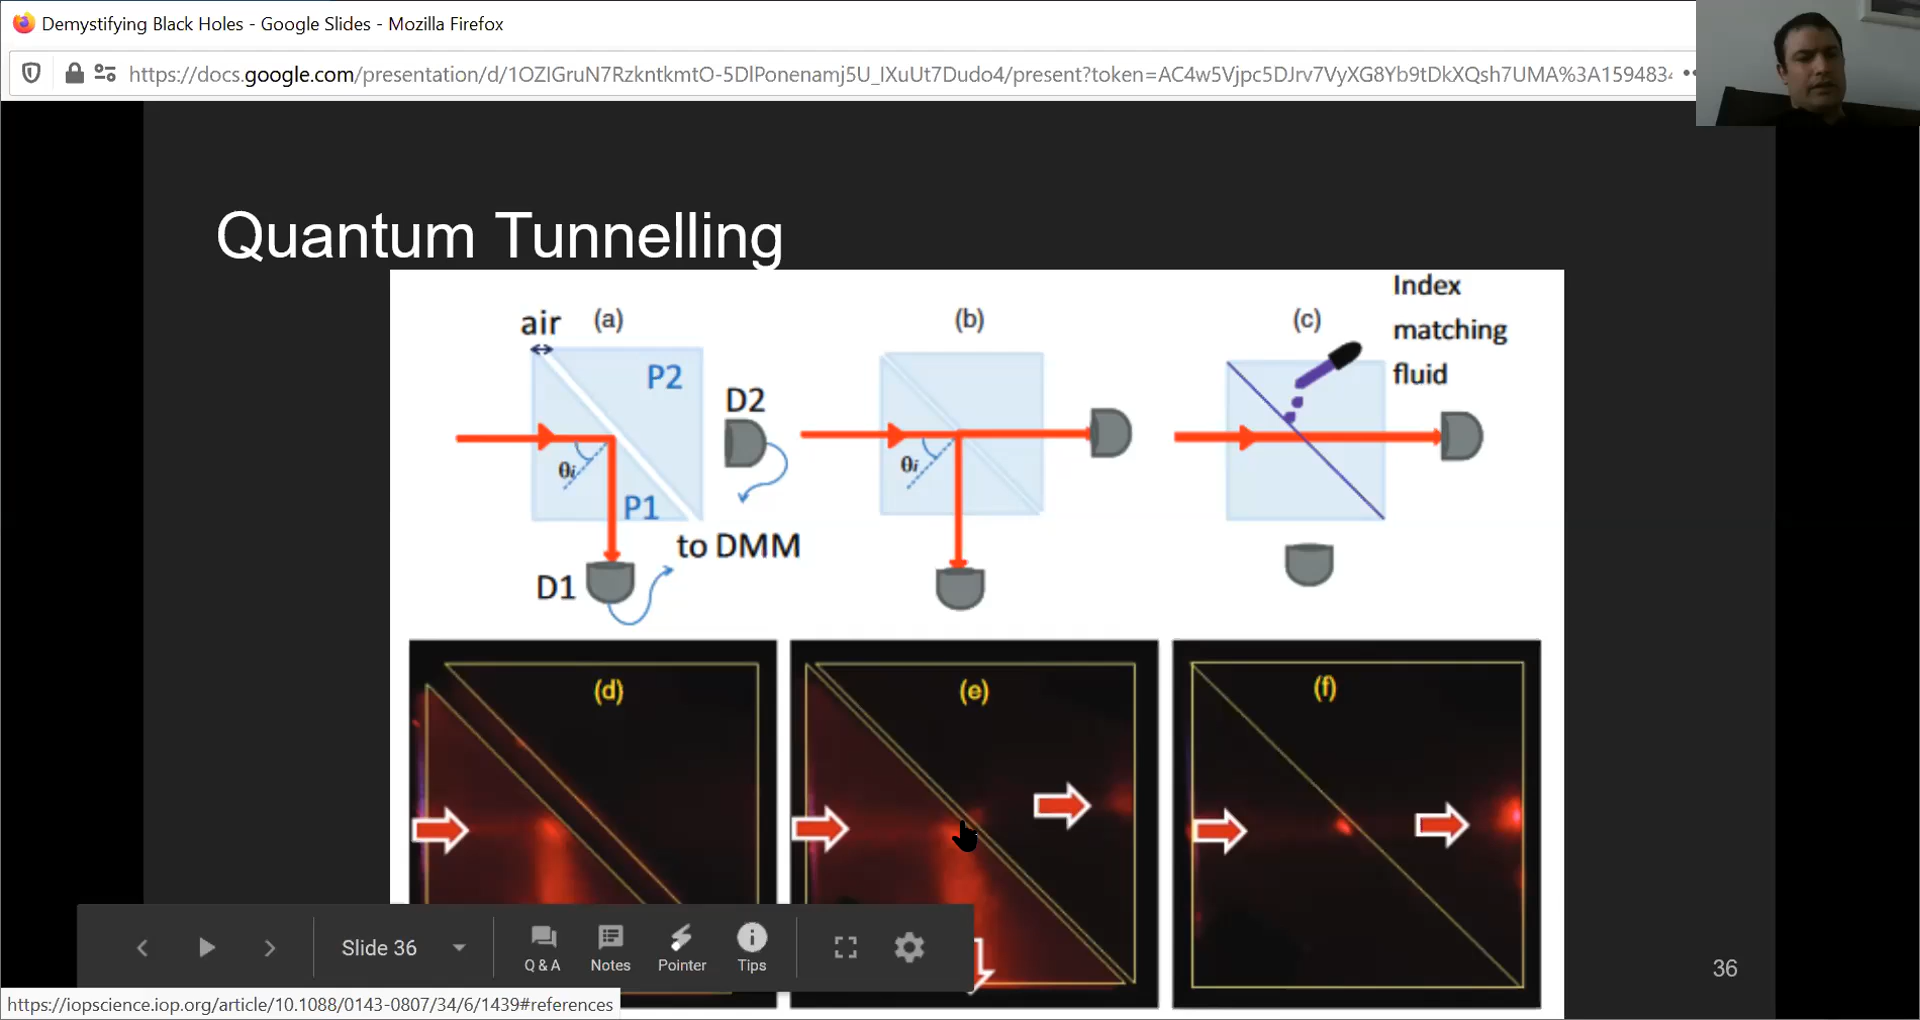 Demystifying Black Holes - Google Slides - Mozilla Firefox
https://docs.google.com/presentation/d/1OZIGruN7RzkntkmtO-5DlPonenamj5U_IXuUt7Dudo4/present?token=AC4w5Vjpc5DJrv7VyXG8Yb9tDkXQsh7UMA%3A159483
Quantum Tunnelling
air (a)
P2
D2
θi
P1
to DMM
D1
(b)
θi
(c)
Index
matching
fluid
(d)
(e)
(f)
Slide 36
Q & A
Notes
Pointer
Tips
36
https://iopscience.iop.org/article/10.1088/0143-0807/34/6/1439#references